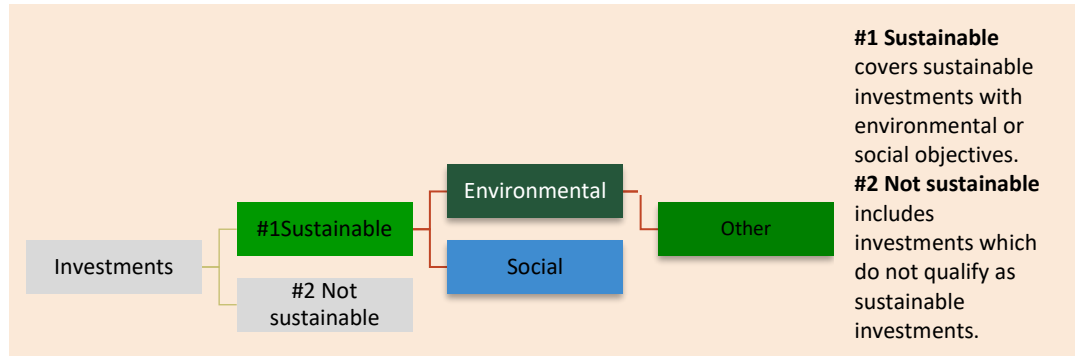 Investments
#1Sustainable
#2 Not
sustainable
Environmental
Social
Other
#1 Sustainable
covers sustainable
investments with
environmental or
social objectives.
#2 Not sustainable
includes
investments which
do not qualify as
sustainable
investments.